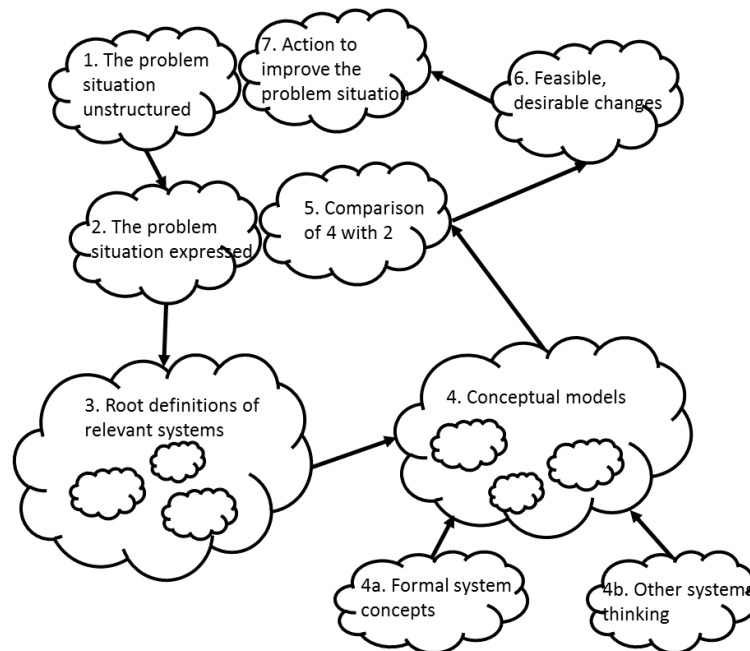 1. The problem
situation
unstructured
7. Action to
improve the
problem situation
6. Feasible,
desirable changes
2. The problem
situation expressed
5. Comparison
of 4 with 2
3. Root definitions of
relevant systems
4. Conceptual models
4a. Formal system
concepts
4b. Other systems
thinking